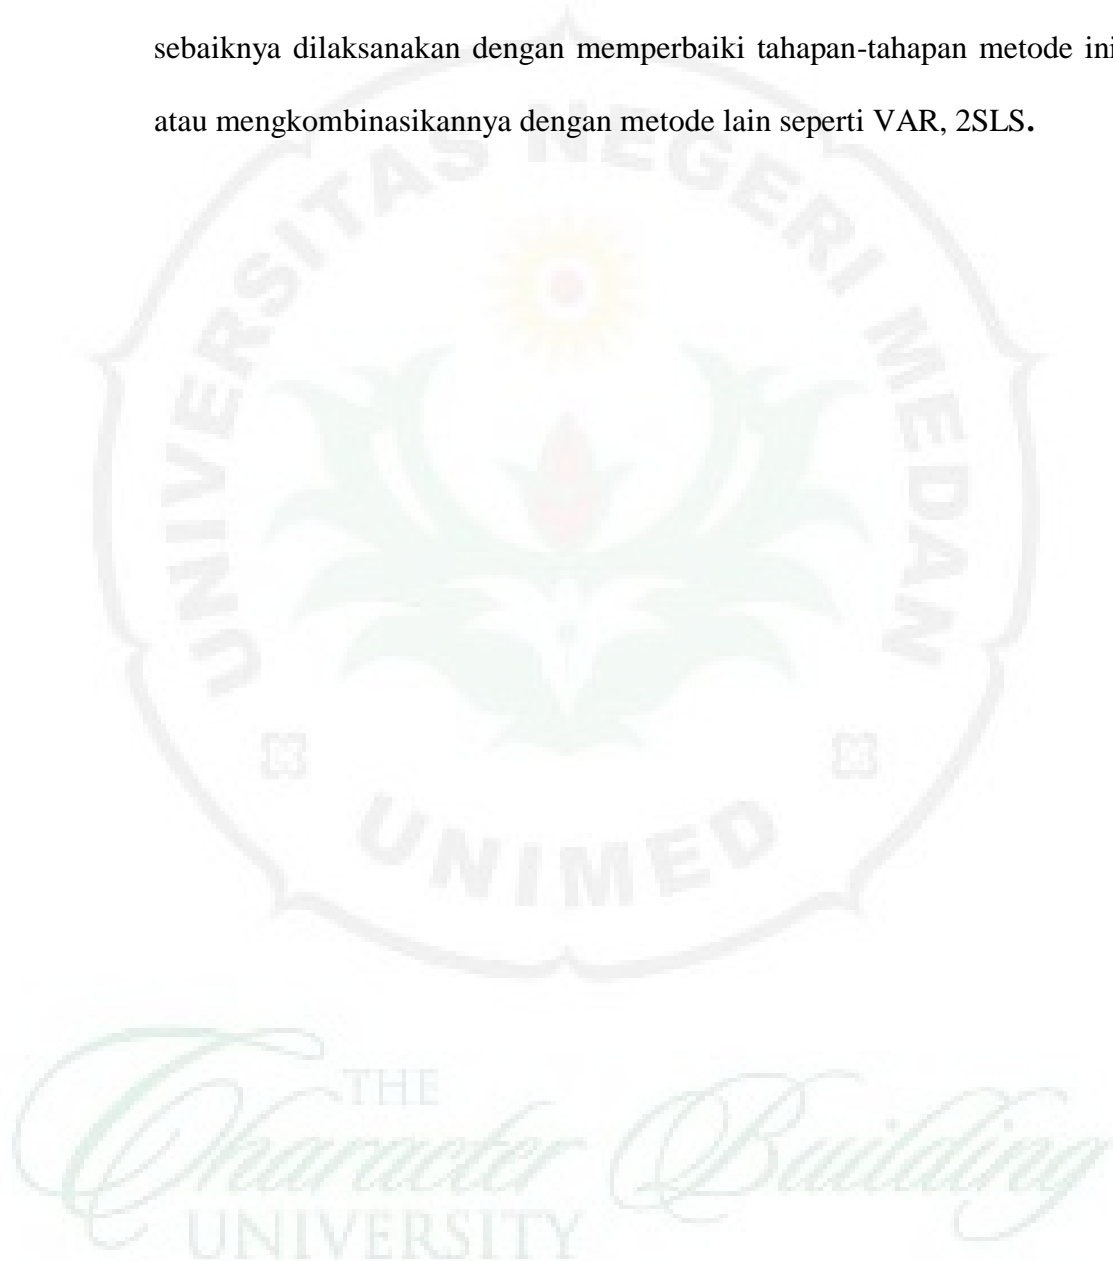 sebaiknya dilaksanakan dengan memperbaiki tahapan-tahapan metode ini
atau mengkombinasikannya dengan metode lain seperti VAR, 2SLS.
UNIVERSITAS NEGERI MEDAN
UNIMED
THE
Character Building
UNIVERSITY